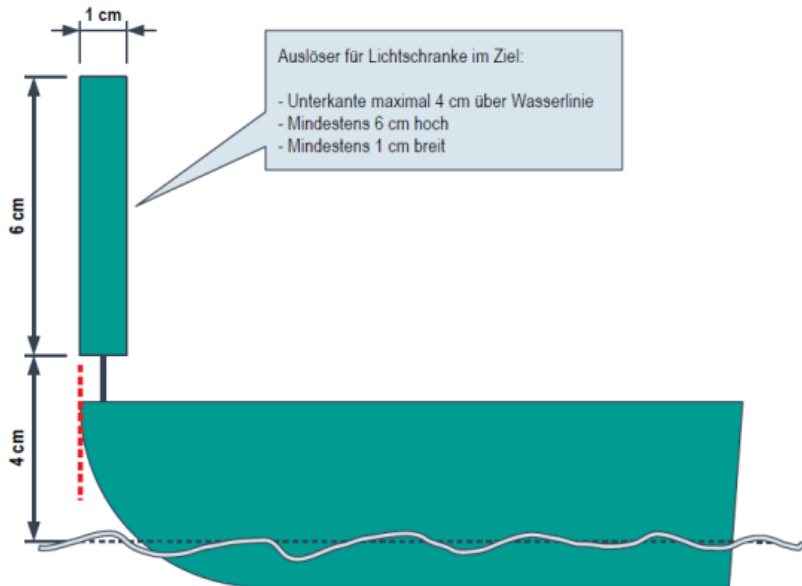 1 cm
Auslöser für Lichtschranke im Ziel:
- Unterkante maximal 4 cm über Wasserlinie
- Mindestens 6 cm hoch
- Mindestens 1 cm breit
6 cm
4 cm